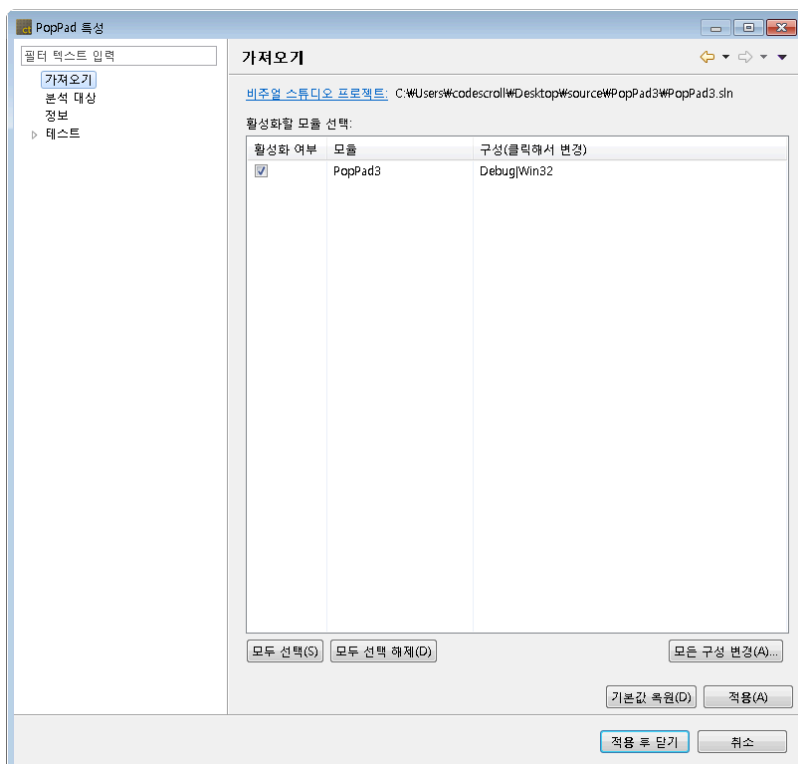 ct PopPad 특성
필터 텍스트 입력
가져오기
분석 대상
정보
테스트
가져오기
비주얼 스튜디오 프로젝트: C:₩Users₩codescroll₩Desktop₩source₩PopPad3₩PopPad3.sln
활성화할 모듈 선택:
활성화 여부 모듈 구성(클릭해서 변경)
PopPad3 Debug|Win32
모두 선택(S) 모두 선택 해제(D) 모든 구성 변경(A)...
기본값 복원(D) 적용(A)
적용 후 닫기 취소